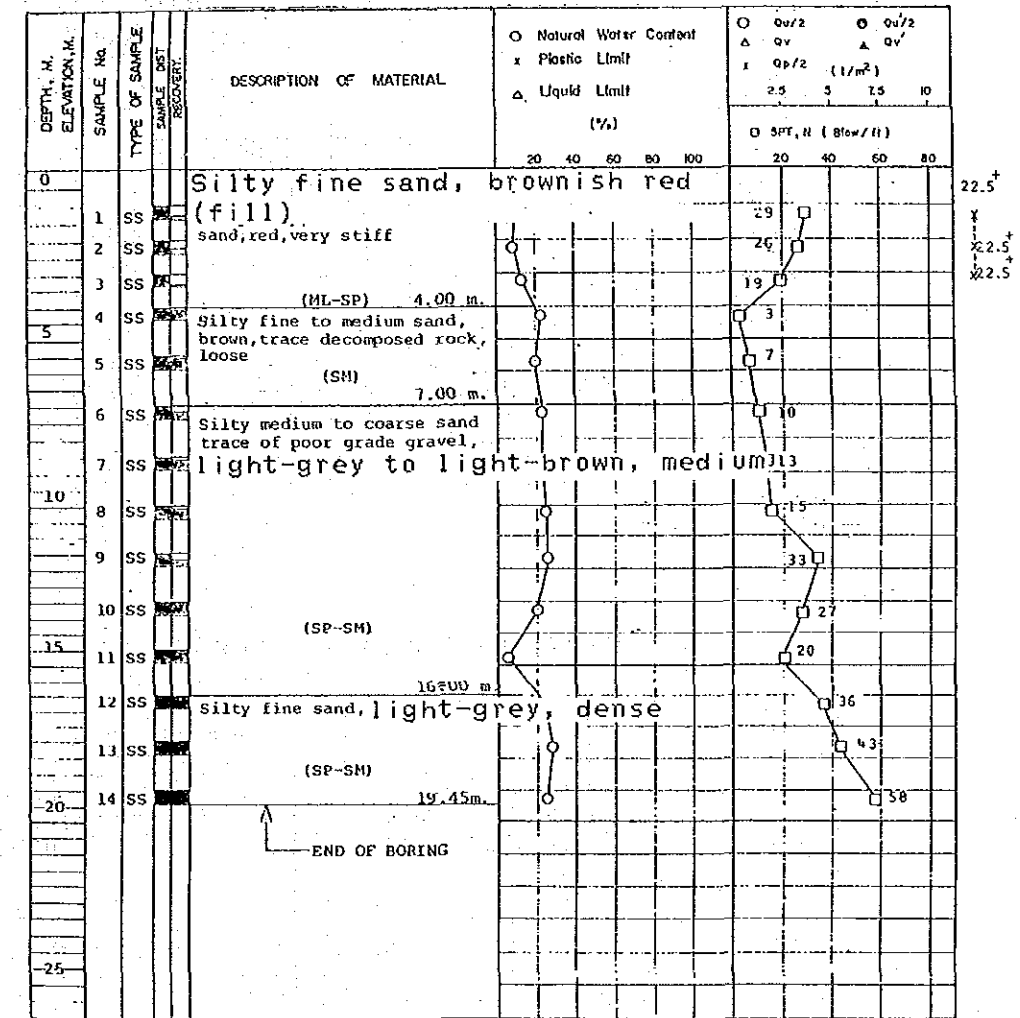 DEPTH, M.
ELEVATION, M.
SAMPLE No.
TYPE OF SAMPLE
SAMPLE DIST
RECOVERY.
DESCRIPTION OF MATERIAL
O Natural Water Content
x Plastic Limit
△ Liquid Limit
(%)
20 40 60 80 100
O Qu/2 Qu'/2
△ Qv ▲ Qv'
x Qp/2 (t/m²)
2.5 5 7.5 10
□ SPT, N (Blow/ft)
20 40 60 80
0
Silty fine sand, brownish red
(fill)
sand,red,very stiff
22.5+
1 SS 29
2 SS 26 22.5+
3 SS 19 22.5+
(ML-SP) 4.00 m.
4 SS 3
Silty fine to medium sand,
brown,trace decomposed rock,
loose
5
5 SS 7
(SM)
7.00 m.
6 SS 10
Silty medium to coarse sand
trace of poor grade gravel,
light-grey to light-brown, medium
7 SS 13
10
8 SS 15
9 SS 33
10 SS 27
(SP-SM)
15
11 SS 20
16.00 m
12 SS 36
Silty fine sand, light-grey, dense
13 SS 43
(SP-SM)
14 SS 58
19.45m.
20
END OF BORING
25